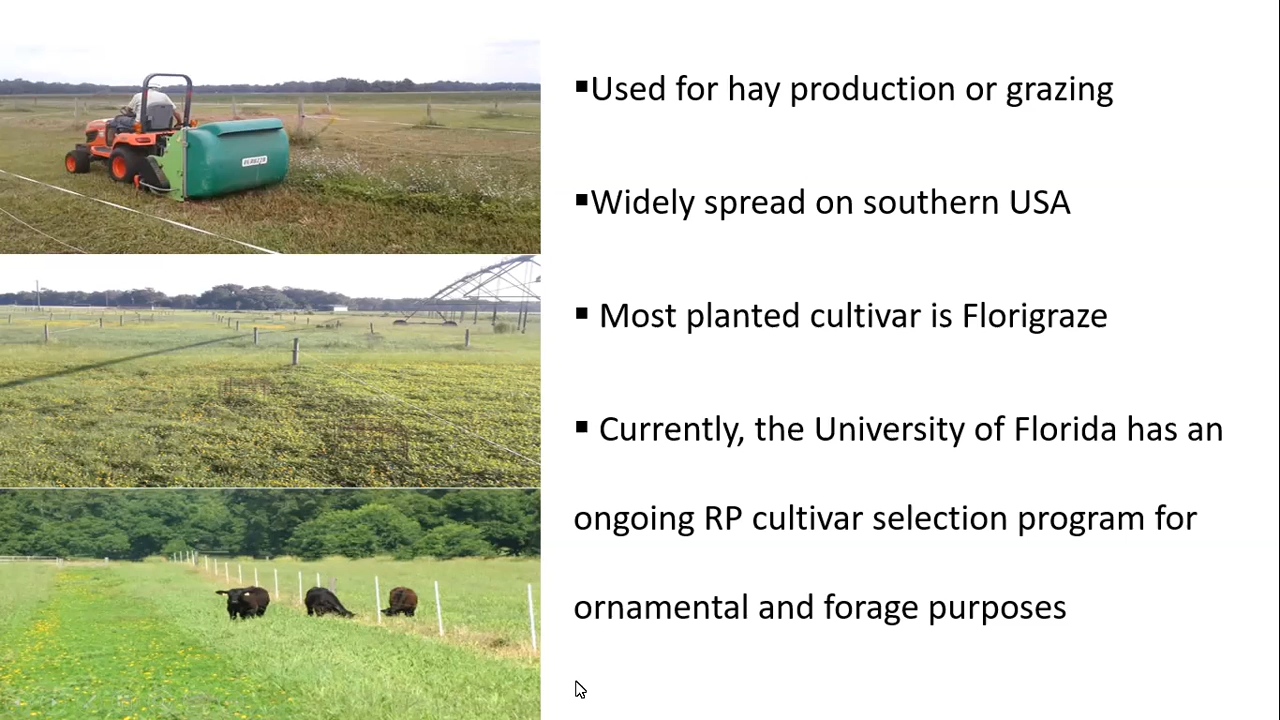 ▪Used for hay production or grazing
▪Widely spread on southern USA
▪ Most planted cultivar is Florigraze
▪ Currently, the University of Florida has an
ongoing RP cultivar selection program for
ornamental and forage purposes